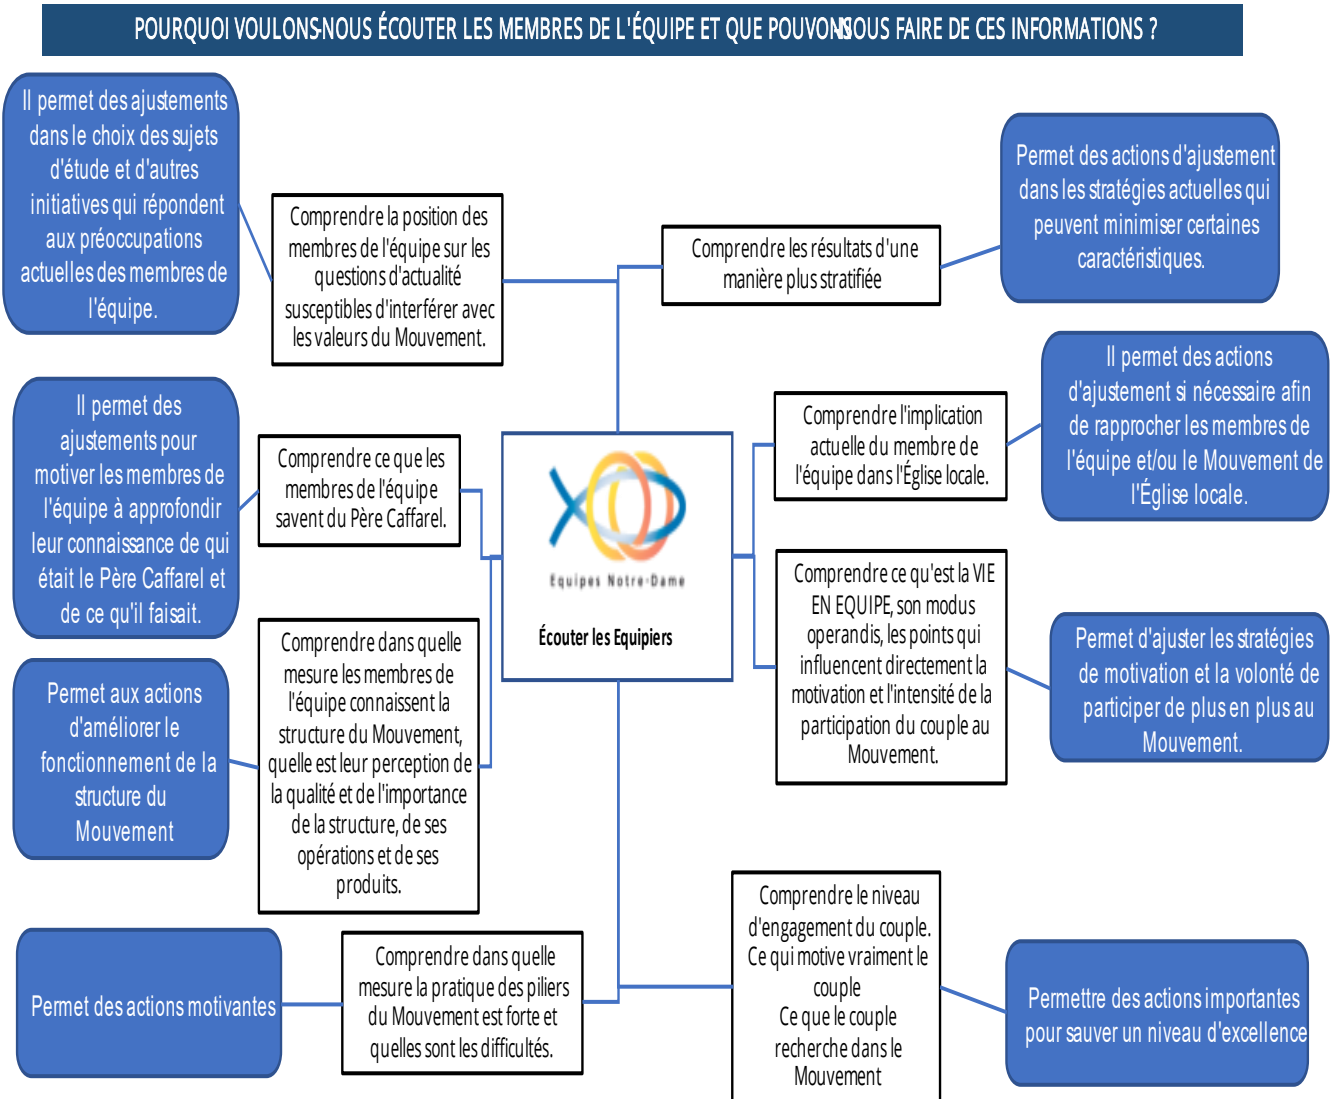 POURQUOI VOULONS-NOUS ÉCOUTER LES MEMBRES DE L'ÉQUIPE ET QUE POUVONS-NOUS FAIRE DE CES INFORMATIONS ?
Il permet des ajustements
dans le choix des sujets
d'étude et d'autres
initiatives qui répondent
aux préoccupations
actuelles des membres de
l'équipe.
Comprendre la position des
membres de l'équipe sur les
questions d'actualité
susceptibles d'interférer avec
les valeurs du Mouvement.
Comprendre les résultats d'une
manière plus stratifiée
Permet des actions d'ajustement
dans les stratégies actuelles qui
peuvent minimiser certaines
caractéristiques.
Il permet des
ajustements pour
motiver les membres de
l'équipe à approfondir
leur connaissance de qui
était le Père Caffarel et
de ce qu'il faisait.
Comprendre ce que les
membres de l'équipe
savent du Père Caffarel.
Equipes Notre-Dame
Écouter les Equipiers
Comprendre l'implication
actuelle du membre de
l'équipe dans l'Église locale.
Il permet des actions
d'ajustement si nécessaire afin
de rapprocher les membres de
l'équipe et/ou le Mouvement de
l'Église locale.
Permet aux actions
d'améliorer le
fonctionnement de la
structure du
Mouvement
Comprendre dans quelle
mesure les membres de
l'équipe connaissent la
structure du Mouvement,
quelle est leur perception de
la qualité et de l'importance
de la structure, de ses
opérations et de ses
produits.
Comprendre ce qu'est la VIE
EN EQUIPE, son modus
operandis, les points qui
influencent directement la
motivation et l'intensité de la
participation du couple au
Mouvement.
Permet d'ajuster les stratégies
de motivation et la volonté de
participer de plus en plus au
Mouvement.
Permet des actions motivantes
Comprendre dans quelle
mesure la pratique des piliers
du Mouvement est forte et
quelles sont les difficultés.
Comprendre le niveau
d'engagement du couple.
Ce qui motive vraiment le
couple
Ce que le couple
recherche dans le
Mouvement
Permettre des actions importantes
pour sauver un niveau d'excellence